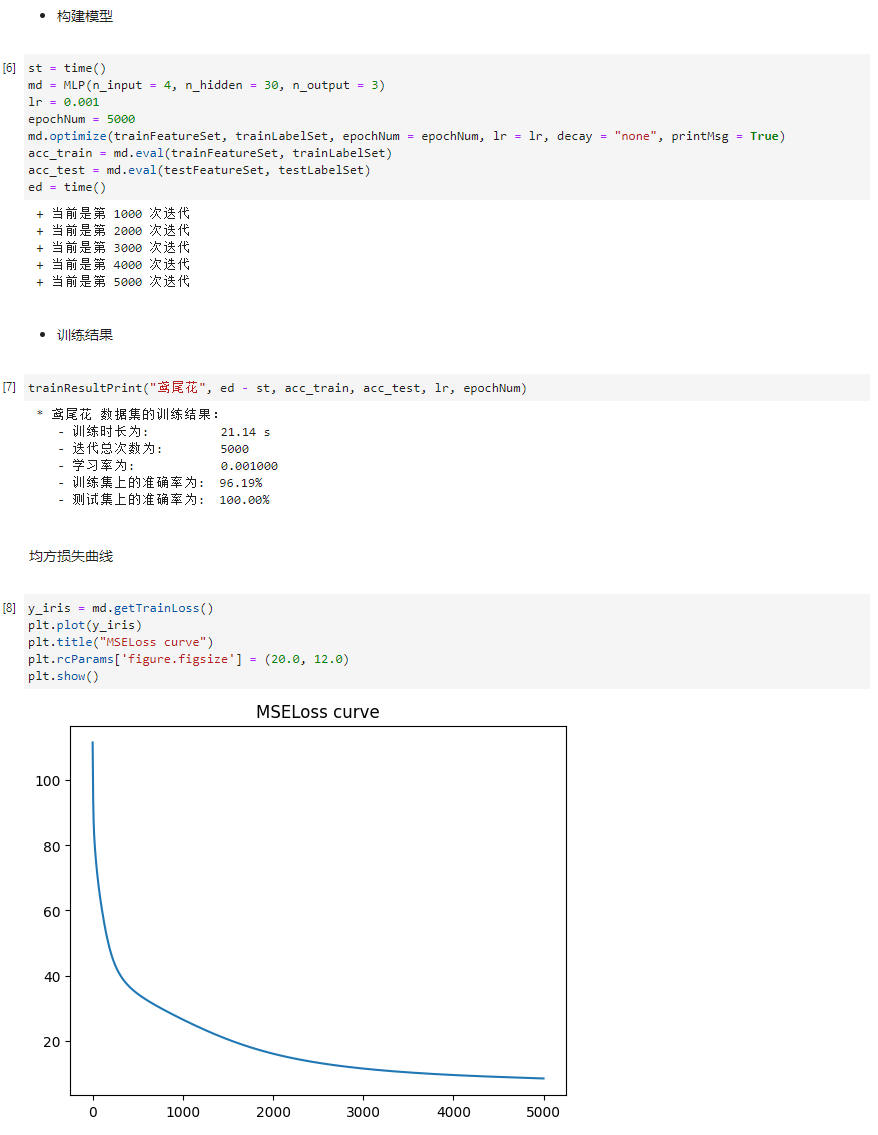 • 构建模型
[6]
st = time()
md = MLP(n_input = 4, n_hidden = 30, n_output = 3)
lr = 0.001
epochNum = 5000
md.optimize(trainFeatureSet, trainLabelSet, epochNum = epochNum, lr = lr, decay = "none", printMsg = True)
acc_train = md.eval(trainFeatureSet, trainLabelSet)
acc_test = md.eval(testFeatureSet, testLabelSet)
ed = time()
+ 当前是第 1000 次迭代
+ 当前是第 2000 次迭代
+ 当前是第 3000 次迭代
+ 当前是第 4000 次迭代
+ 当前是第 5000 次迭代
• 训练结果
[7]
trainResultPrint("鸢尾花", ed - st, acc_train, acc_test, lr, epochNum)
* 鸢尾花 数据集的训练结果:
- 训练时长为: 21.14 s
- 迭代总次数为: 5000
- 学习率为: 0.001000
- 训练集上的准确率为: 96.19%
- 测试集上的准确率为: 100.00%
均方损失曲线
[8]
y_iris = md.getTrainLoss()
plt.plot(y_iris)
plt.title("MSELoss curve")
plt.rcParams['figure.figsize'] = (20.0, 12.0)
plt.show()
MSELoss curve
100
80
60
40
20
0 1000 2000 3000 4000 5000